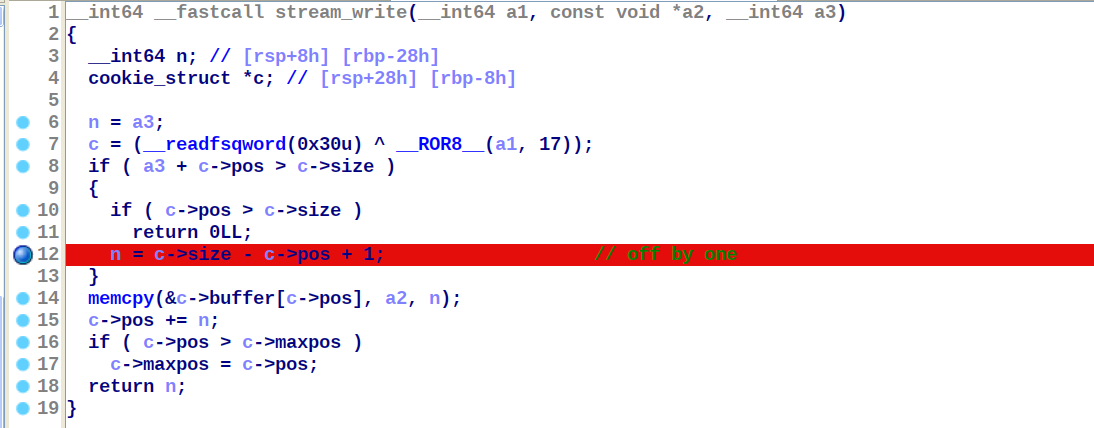 1 __int64 __fastcall stream_write(__int64 a1, const void *a2, __int64 a3)
2 {
3   __int64 n; // [rsp+8h] [rbp-28h]
4   cookie_struct *c; // [rsp+28h] [rbp-8h]
5
6   n = a3;
7   c = (__readfsqword(0x30u) ^ __ROR8__(a1, 17));
8   if ( a3 + c->pos > c->size )
9   {
10     if ( c->pos > c->size )
11       return 0LL;
12     n = c->size - c->pos + 1;                   // off by one
13   }
14   memcpy(&c->buffer[c->pos], a2, n);
15   c->pos += n;
16   if ( c->pos > c->maxpos )
17     c->maxpos = c->pos;
18   return n;
19 }